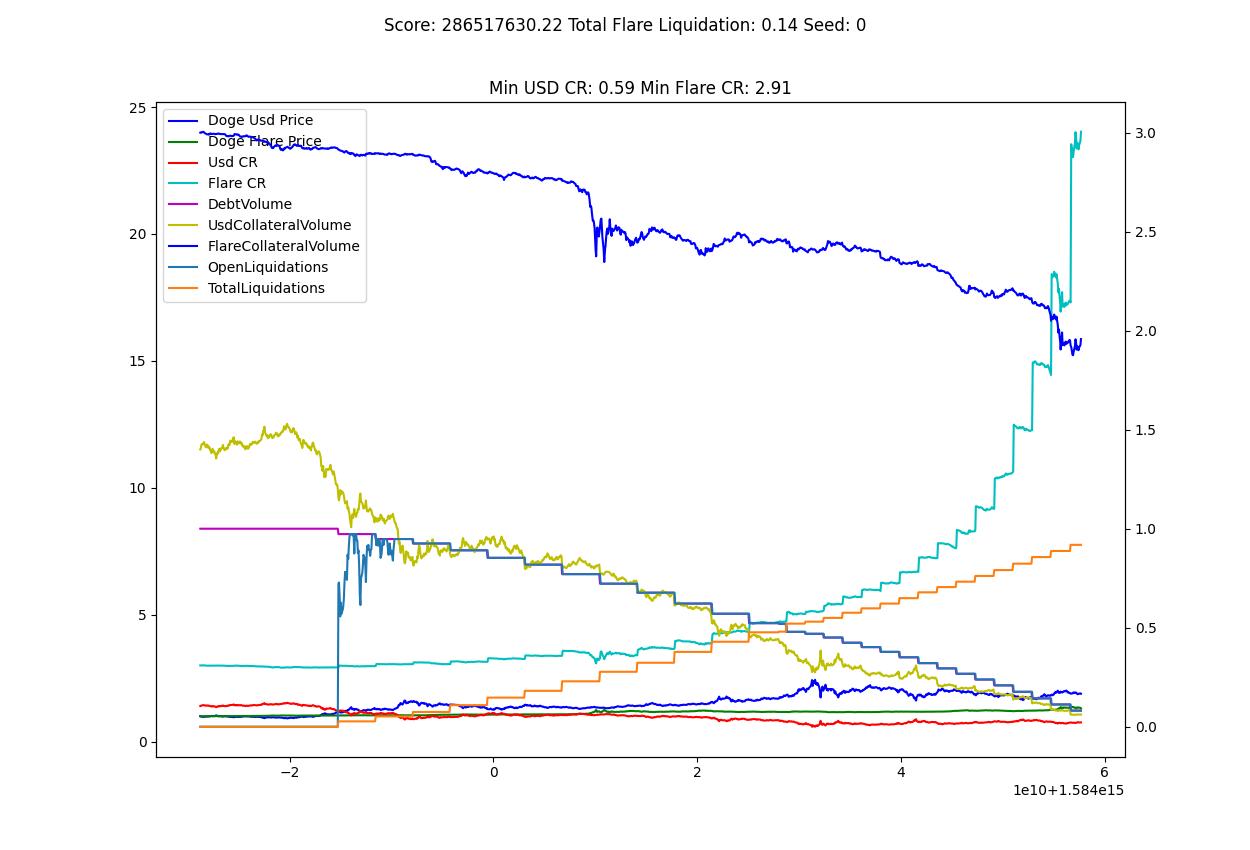 Score: 286517630.22 Total Flare Liquidation: 0.14 Seed: 0
Min USD CR: 0.59 Min Flare CR: 2.91
25
20
15
10
5
0
Doge Usd Price
Doge Flare Price
Usd CR
Flare CR
DebtVolume
UsdCollateralVolume
FlareCollateralVolume
OpenLiquidations
TotalLiquidations
3.0
2.5
2.0
1.5
1.0
0.5
0.0
−2 0 2 4 6
1e10+1.584e15